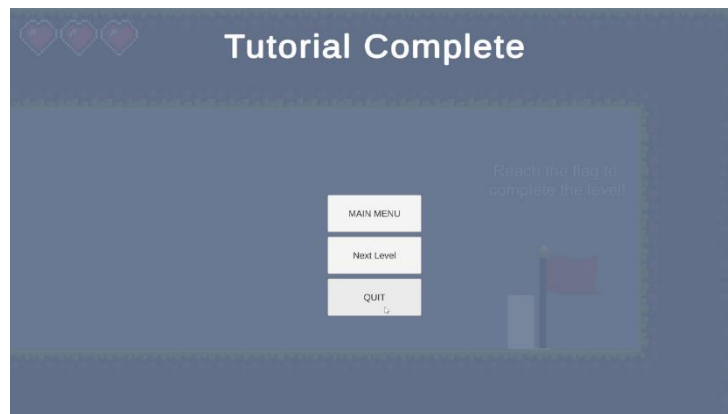 Tutorial Complete
Reach the flag to
complete the level!
MAIN MENU
Next Level
QUIT